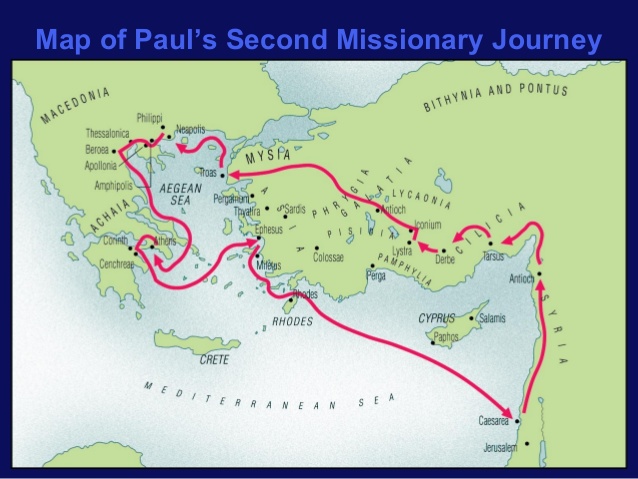 Map of Paul's Second Missionary Journey
MACEDONIA
BITHYNIA AND PONTUS
Philippi
Neapolis
Thessalonica
Beroea
Apollonia
Amphipolis
MYSIA
Troas
AEGEAN
SEA
Pergamum
Thyatira
Sardis
ASIA
PHRYGIA
GALATIA
LYCAONIA
Antioch
PISIDIA
Iconium
CILICIA
ACHAIA
Corinth
Athens
Cenchreae
Ephesus
Miletus
Colossae
Lystra
Derbe
Tarsus
PAMPHYLIA
Perga
Antioch
Rhodes
RHODES
CYPRUS
Salamis
Paphos
SYRIA
CRETE
MEDITERRANEAN SEA
Caesarea
Jerusalem